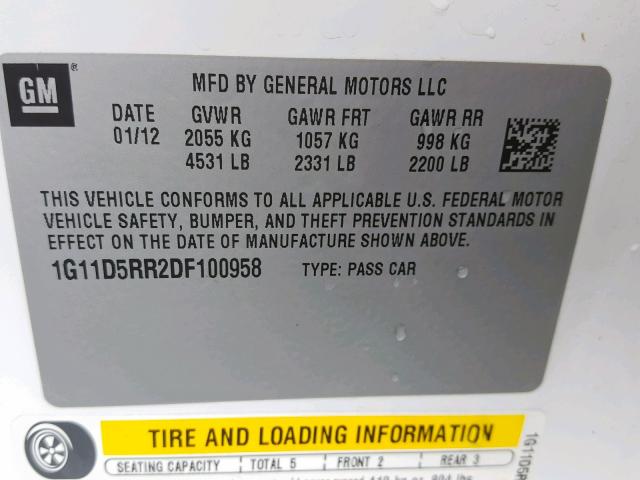 GM ®
MFD BY GENERAL MOTORS LLC
DATE GVWR GAWR FRT GAWR RR
01/12 2055 KG 1057 KG 998 KG
4531 LB 2331 LB 2200 LB
THIS VEHICLE CONFORMS TO ALL APPLICABLE U.S. FEDERAL MOTOR
VEHICLE SAFETY, BUMPER, AND THEFT PREVENTION STANDARDS IN
EFFECT ON THE DATE OF MANUFACTURE SHOWN ABOVE.
1G11D5RR2DF100958 TYPE: PASS CAR
TIRE AND LOADING INFORMATION
SEATING CAPACITY TOTAL 5 FRONT 2 REAR 3
1G11D5R